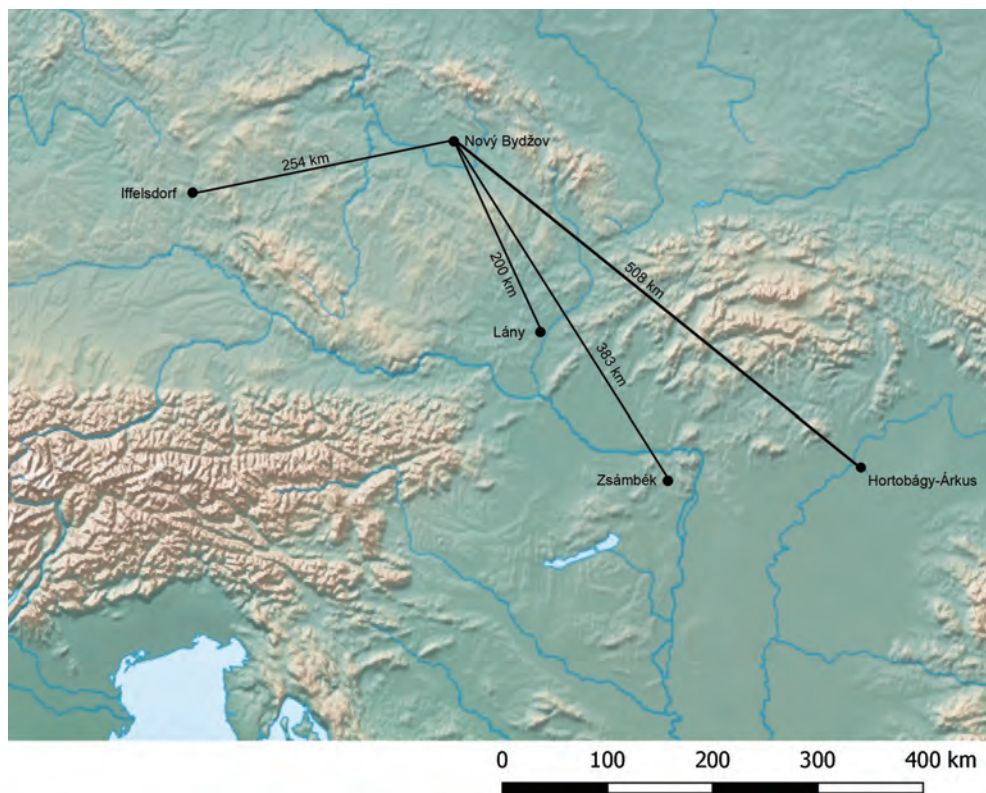 Nový Bydžov
254 km
Iffelsdorf
200 km
508 km
Lány
383 km
Zsámbék
Hortobágy-Árkus
0 100 200 300 400 km